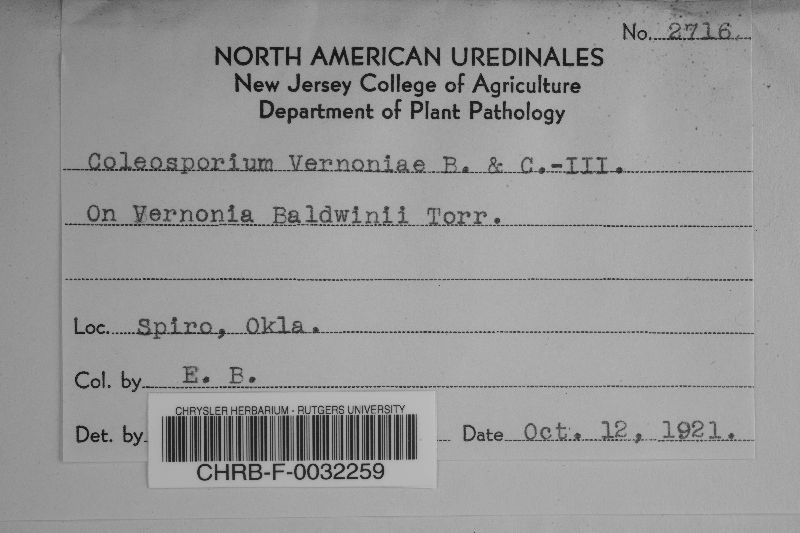 No. 2716
NORTH AMERICAN UREDINALES
New Jersey College of Agriculture
Department of Plant Pathology
Coleosporium Vernoniae B. & C.-III.
On Vernonia Baldwinii Torr.
Loc. Spiro, Okla.
Col. by E. B.
Det. by Date Oct. 12, 1921.
CHRYSLER HERBARIUM - RUTGERS UNIVERSITY
CHRB-F-0032259